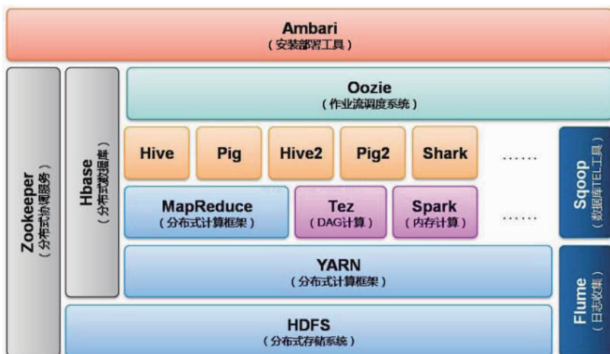 Ambari
（安装部署工具）
Oozie
（作业流调度系统）
Zookeeper
（分布式协调服务）
Hbase
（分布式数据库）
Hive
Pig
Hive2
Pig2
Shark
……
Sqoop
（数据库TEL工具）
MapReduce
（分布式计算框架）
Tez
（DAG计算）
Spark
（内存计算）
……
YARN
（分布式计算框架）
Flume
（日志收集）
HDFS
（分布式存储系统）